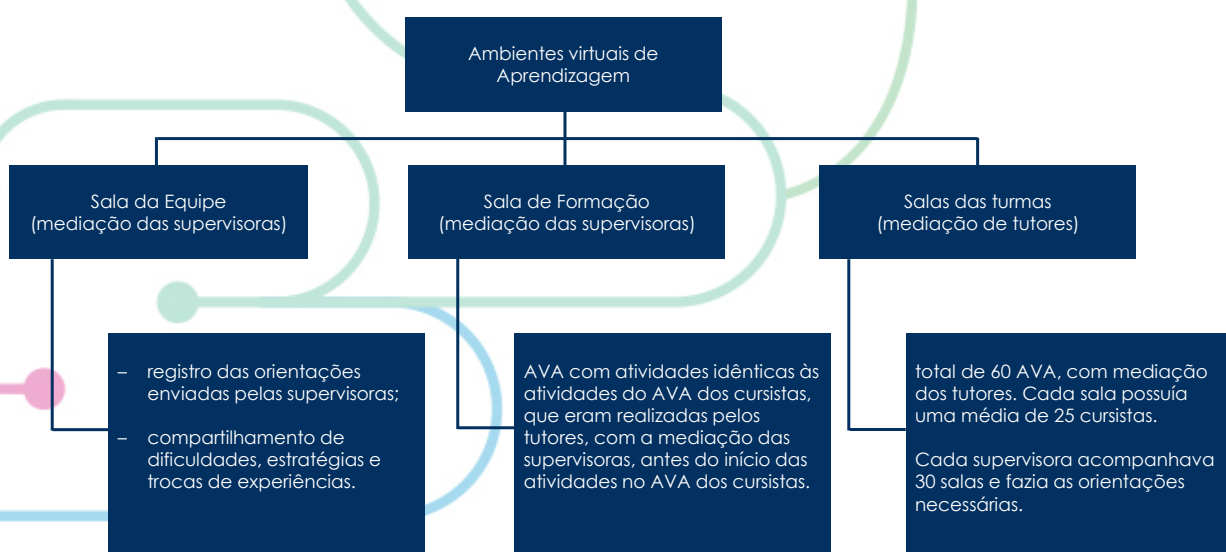 Ambientes virtuais de
Aprendizagem
Sala da Equipe
(mediação das supervisoras)
Sala de Formação
(mediação das supervisoras)
Salas das turmas
(mediação de tutores)
– registro das orientações
enviadas pelas supervisoras;
– compartilhamento de
dificuldades, estratégias e
trocas de experiências.
AVA com atividades idênticas às
atividades do AVA dos cursistas,
que eram realizadas pelos
tutores, com a mediação das
supervisoras, antes do início das
atividades no AVA dos cursistas.
total de 60 AVA, com mediação
dos tutores. Cada sala possuía
uma média de 25 cursistas.
Cada supervisora acompanhava
30 salas e fazia as orientações
necessárias.